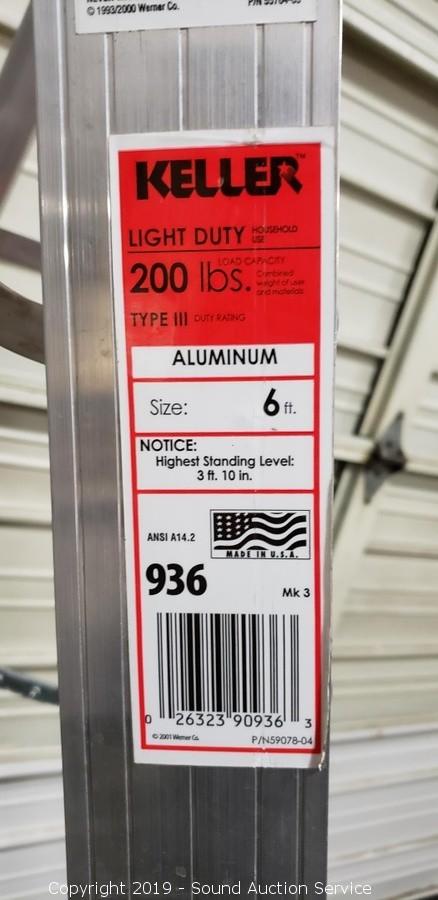 © 1993/2000 Werner Co.
KELLER™
LIGHT DUTY HOUSEHOLD USE
LOAD CAPACITY
200 lbs. Combined weight of user and materials
TYPE III DUTY RATING
ALUMINUM
Size: 6 ft.
NOTICE:
Highest Standing Level:
3 ft. 10 in.
ANSI A14.2
MADE IN U.S.A.
936 Mk 3
0 26323 90936 3
© 2001 Werner Co. P/N59078-04
Copyright 2019 - Sound Auction Service